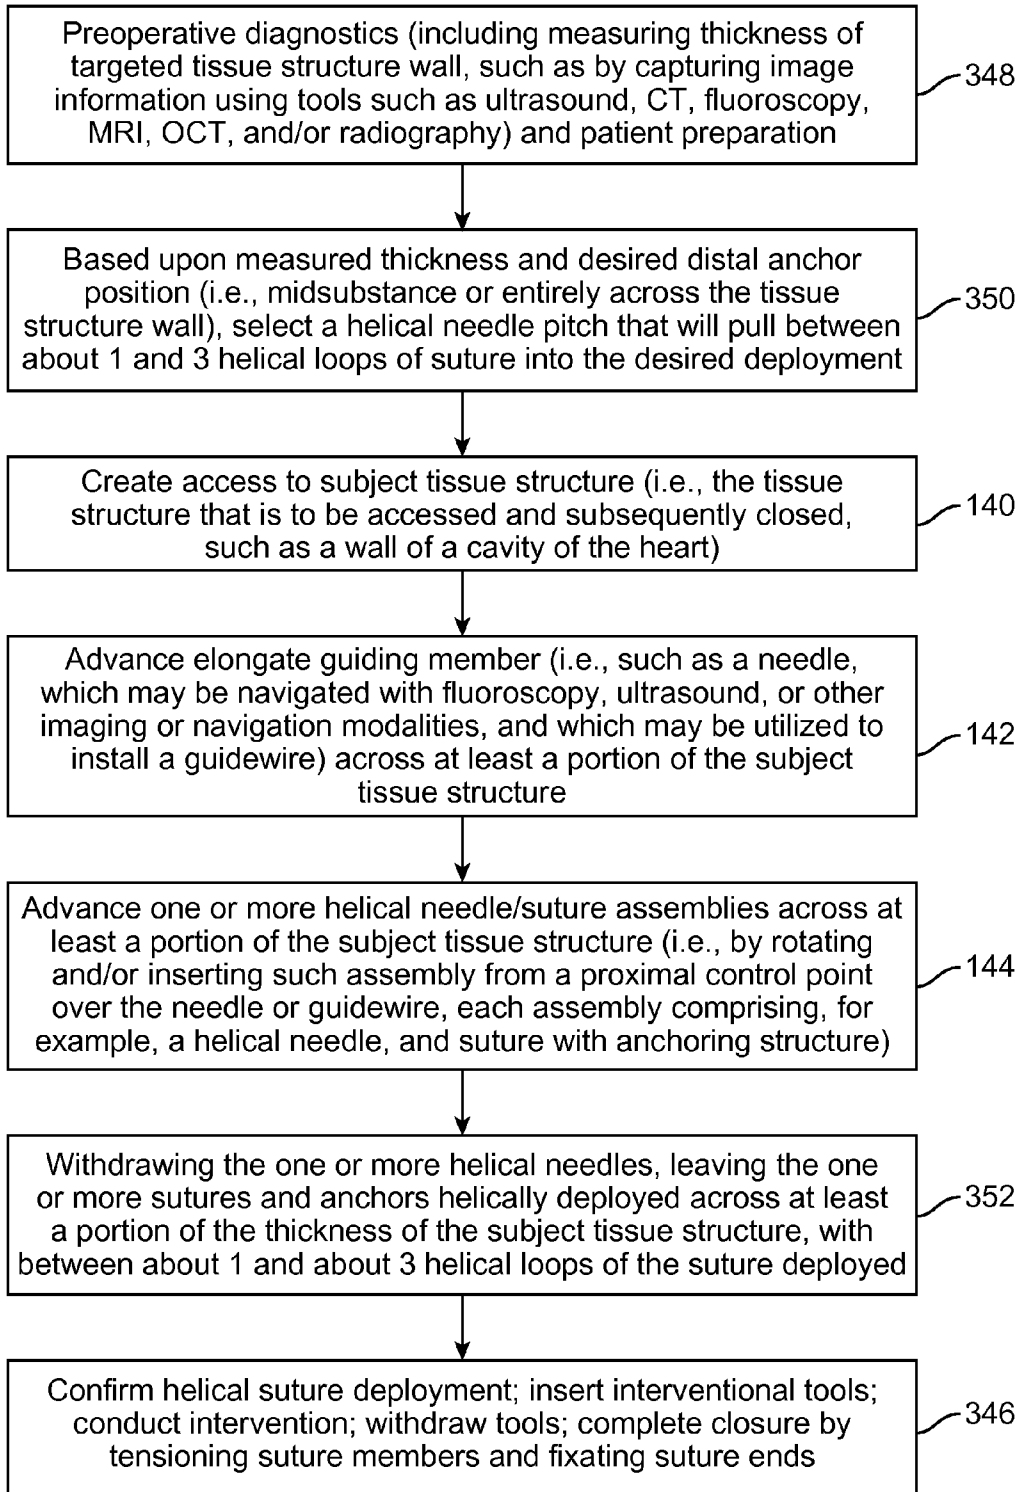 Preoperative diagnostics (including measuring thickness of
targeted tissue structure wall, such as by capturing image
information using tools such as ultrasound, CT, fluoroscopy,
MRI, OCT, and/or radiography) and patient preparation
348
Based upon measured thickness and desired distal anchor
position (i.e., midsubstance or entirely across the tissue
structure wall), select a helical needle pitch that will pull between
about 1 and 3 helical loops of suture into the desired deployment
350
Create access to subject tissue structure (i.e., the tissue
structure that is to be accessed and subsequently closed,
such as a wall of a cavity of the heart)
140
Advance elongate guiding member (i.e., such as a needle,
which may be navigated with fluoroscopy, ultrasound, or other
imaging or navigation modalities, and which may be utilized to
install a guidewire) across at least a portion of the subject
tissue structure
142
Advance one or more helical needle/suture assemblies across at
least a portion of the subject tissue structure (i.e., by rotating
and/or inserting such assembly from a proximal control point
over the needle or guidewire, each assembly comprising, for
example, a helical needle, and suture with anchoring structure)
144
Withdrawing the one or more helical needles, leaving the one
or more sutures and anchors helically deployed across at least
a portion of the thickness of the subject tissue structure, with
between about 1 and about 3 helical loops of the suture deployed
352
Confirm helical suture deployment; insert interventional tools;
conduct intervention; withdraw tools; complete closure by
tensioning suture members and fixating suture ends
346